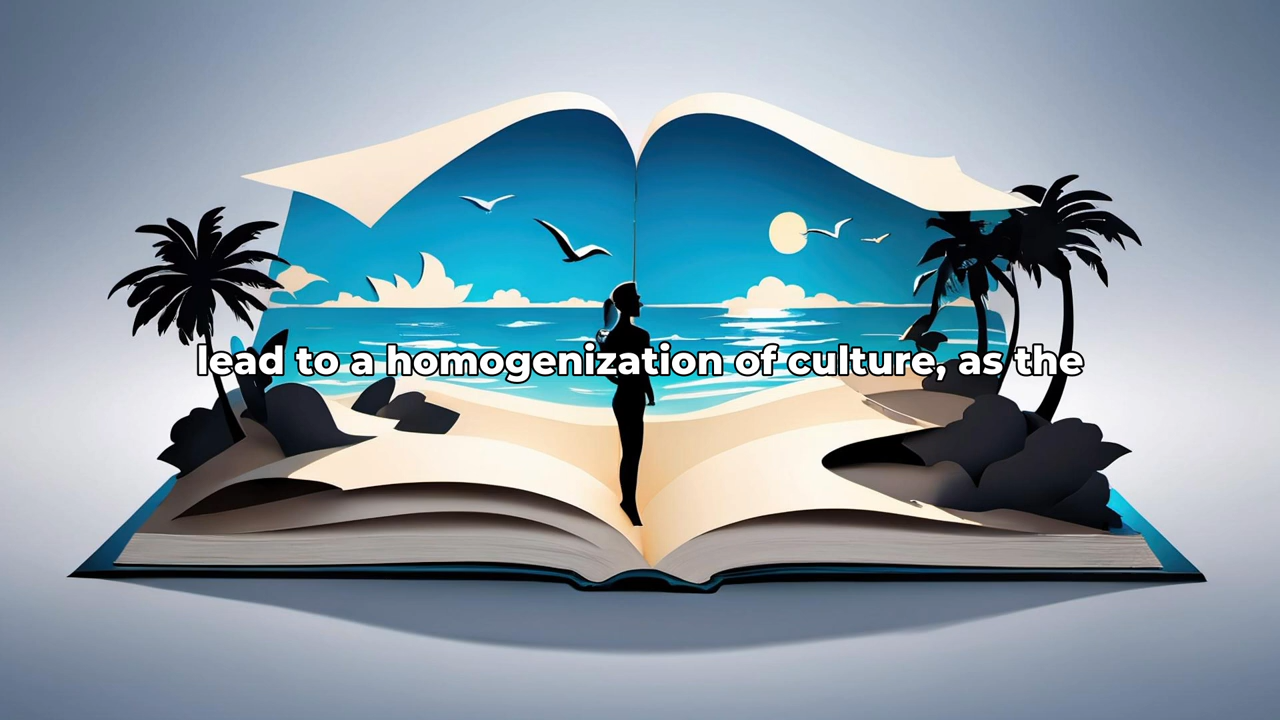 lead to a homogenization of culture, as the